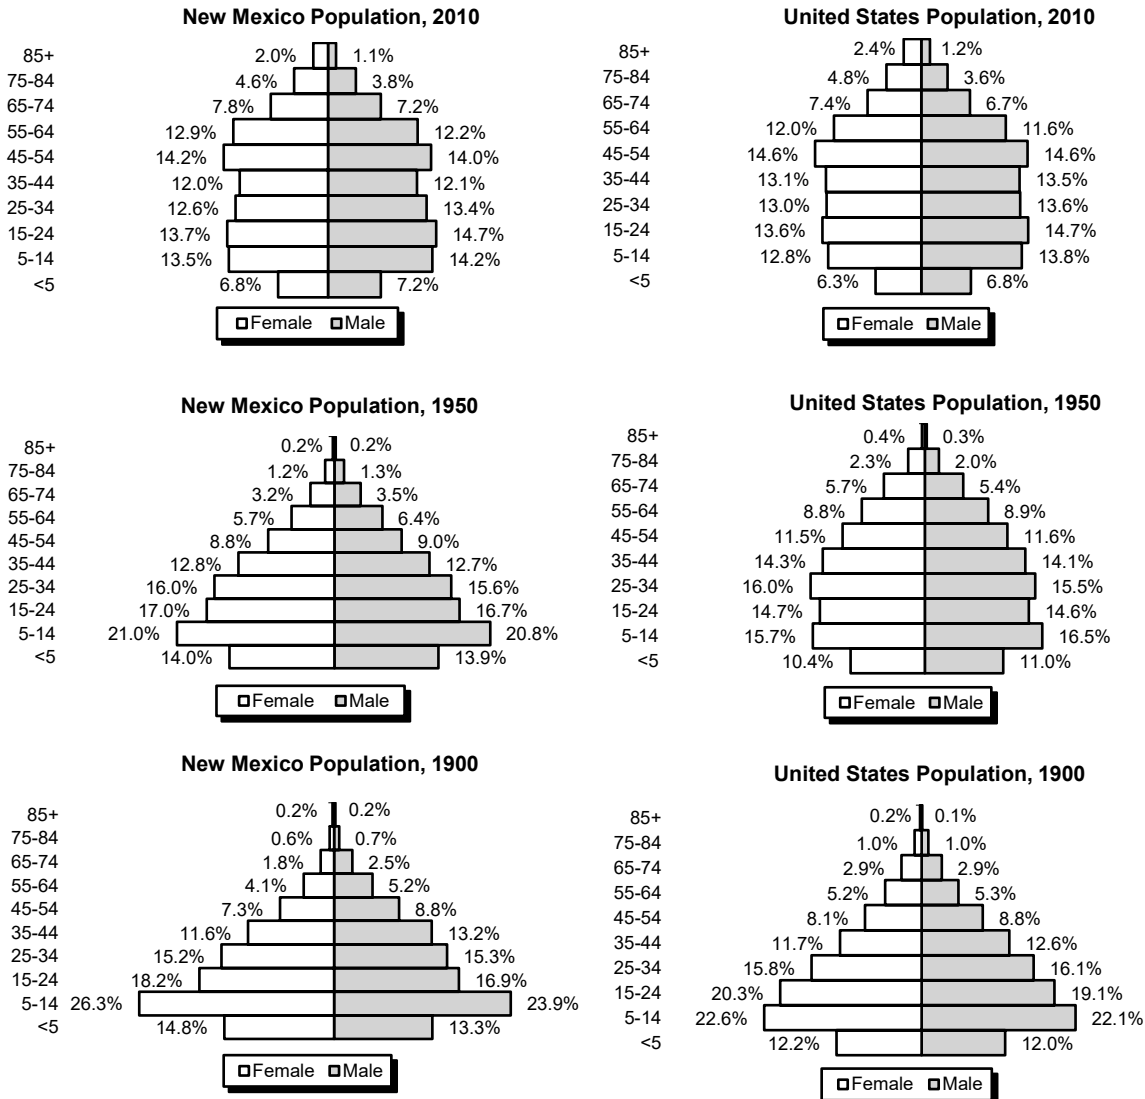 New Mexico Population, 2010
85+ 2.0% 1.1%
75-84 4.6% 3.8%
65-74 7.8% 7.2%
55-64 12.9% 12.2%
45-54 14.2% 14.0%
35-44 12.0% 12.1%
25-34 12.6% 13.4%
15-24 13.7% 14.7%
5-14 13.5% 14.2%
<5 6.8% 7.2%
Female Male
United States Population, 2010
85+ 2.4% 1.2%
75-84 4.8% 3.6%
65-74 7.4% 6.7%
55-64 12.0% 11.6%
45-54 14.6% 14.6%
35-44 13.1% 13.5%
25-34 13.0% 13.6%
15-24 13.6% 14.7%
5-14 12.8% 13.8%
<5 6.3% 6.8%
Female Male
New Mexico Population, 1950
85+ 0.2% 0.2%
75-84 1.2% 1.3%
65-74 3.2% 3.5%
55-64 5.7% 6.4%
45-54 8.8% 9.0%
35-44 12.8% 12.7%
25-34 16.0% 15.6%
15-24 17.0% 16.7%
5-14 21.0% 20.8%
<5 14.0% 13.9%
Female Male
United States Population, 1950
85+ 0.4% 0.3%
75-84 2.3% 2.0%
65-74 5.7% 5.4%
55-64 8.8% 8.9%
45-54 11.5% 11.6%
35-44 14.3% 14.1%
25-34 16.0% 15.5%
15-24 14.7% 14.6%
5-14 15.7% 16.5%
<5 10.4% 11.0%
Female Male
New Mexico Population, 1900
85+ 0.2% 0.2%
75-84 0.6% 0.7%
65-74 1.8% 2.5%
55-64 4.1% 5.2%
45-54 7.3% 8.8%
35-44 11.6% 13.2%
25-34 15.2% 15.3%
15-24 18.2% 16.9%
5-14 26.3% 23.9%
<5 14.8% 13.3%
Female Male
United States Population, 1900
85+ 0.2% 0.1%
75-84 1.0% 1.0%
65-74 2.9% 2.9%
55-64 5.2% 5.3%
45-54 8.1% 8.8%
35-44 11.7% 12.6%
25-34 15.8% 16.1%
15-24 20.3% 19.1%
5-14 22.6% 22.1%
<5 12.2% 12.0%
Female Male